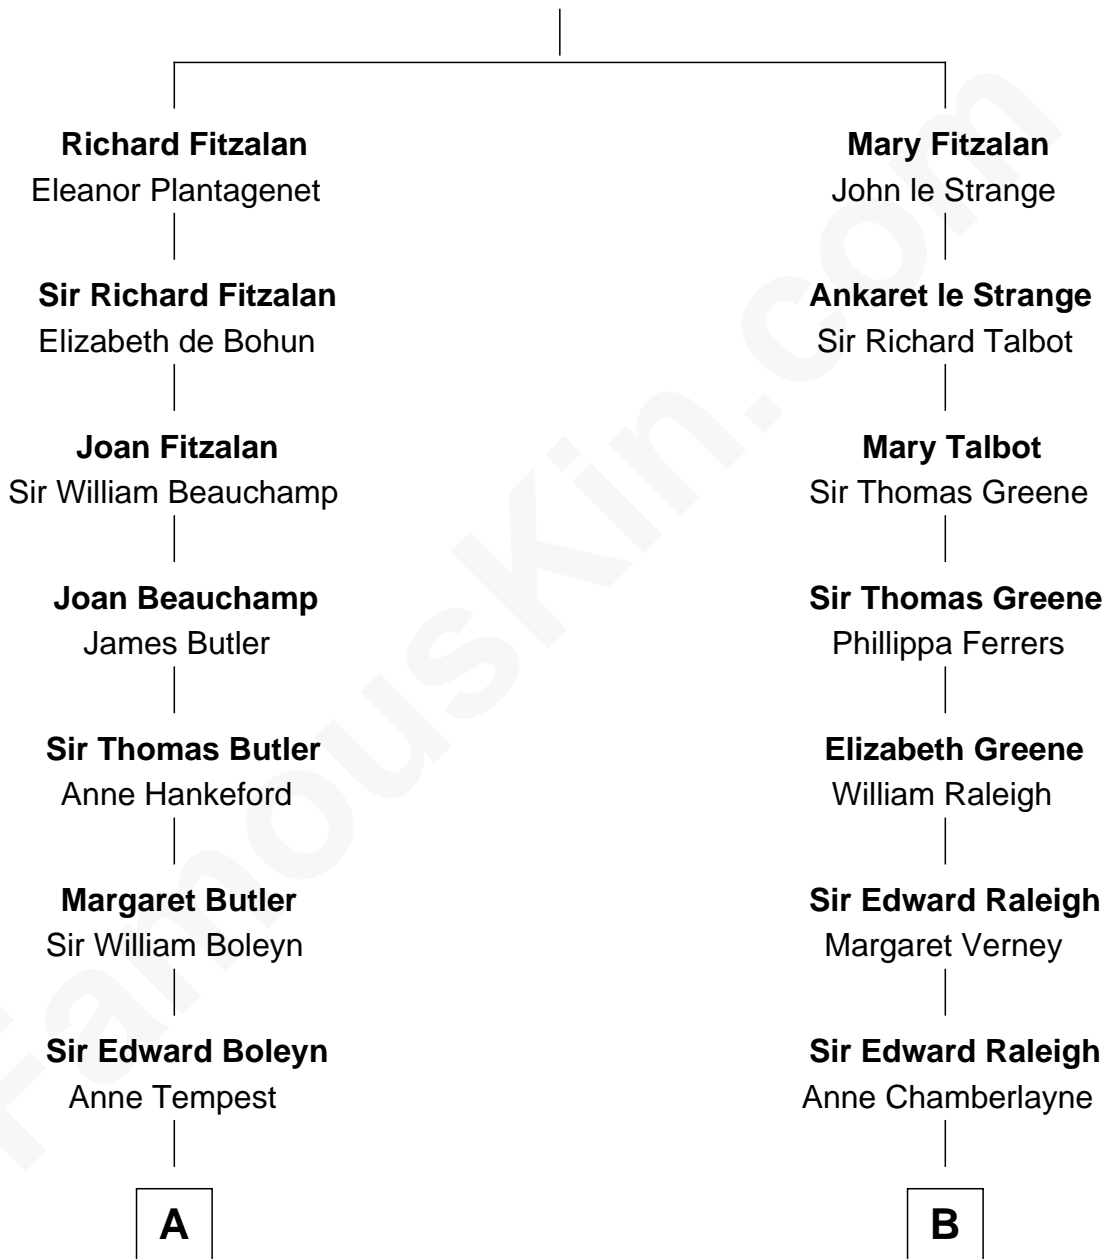 Richard Fitzalan
Eleanor Plantagenet
Sir Richard Fitzalan
Elizabeth de Bohun
Joan Fitzalan
Sir William Beauchamp
Joan Beauchamp
James Butler
Sir Thomas Butler
Anne Hankeford
Margaret Butler
Sir William Boleyn
Sir Edward Boleyn
Anne Tempest
A
Mary Fitzalan
John le Strange
Ankaret le Strange
Sir Richard Talbot
Mary Talbot
Sir Thomas Greene
Sir Thomas Greene
Phillippa Ferrers
Elizabeth Greene
William Raleigh
Sir Edward Raleigh
Margaret Verney
Sir Edward Raleigh
Anne Chamberlayne
B
FamousKin.com